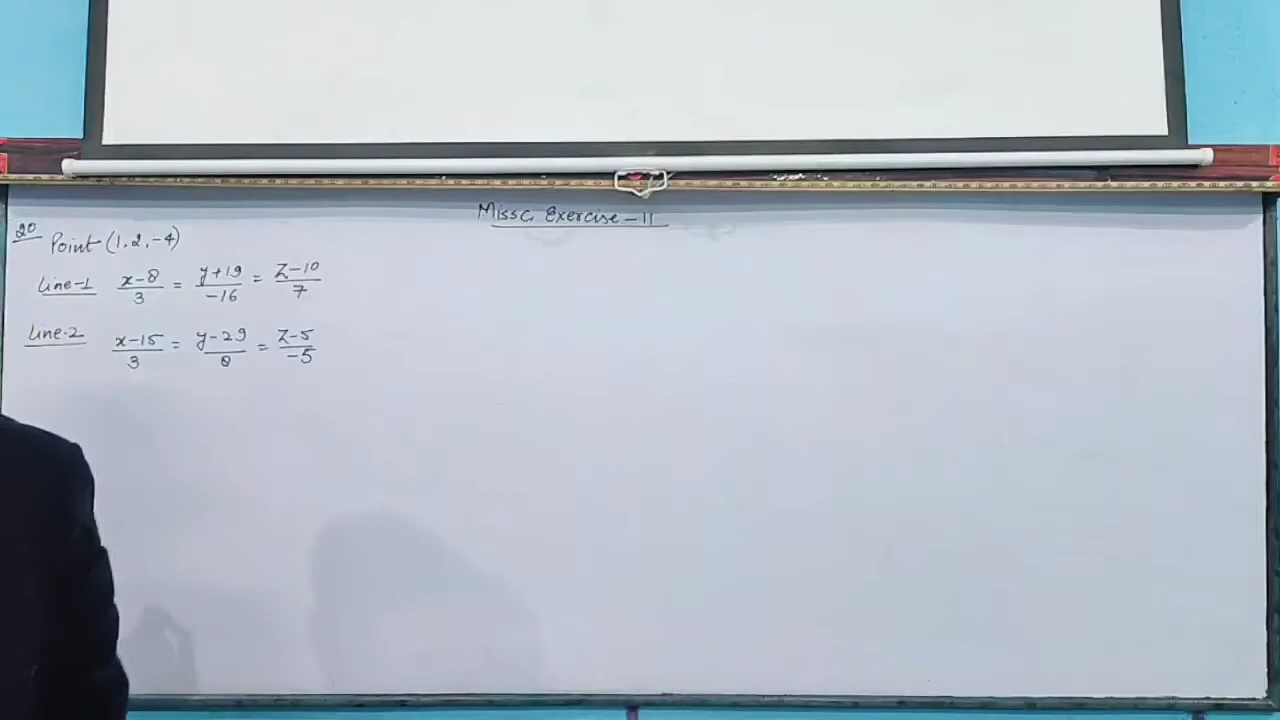 Missc. Exercise - 11
20 Point (1, 2, -4)
Line-1 x-8/3 = y+19/-16 = z-10/7
Line-2 x-15/3 = y-29/8 = z-5/-5